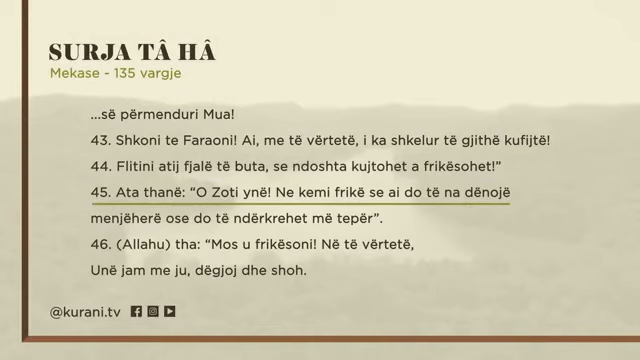 SURJA TÂ HÂ
Mekase - 135 vargje
...së përmenduri Mua!
43. Shkoni te Faraoni! Ai, me të vërtetë, i ka shkelur të gjithë kufijtë!
44. Flitini atij fjalë të buta, se ndoshta kujtohet a frikësohet!”
45. Ata thanë: “O Zoti ynë! Ne kemi frikë se ai do të na dënojë
menjëherë ose do të ndërkrehet më tepër”.
46. (Allahu) tha: “Mos u frikësoni! Në të vërtetë,
Unë jam me ju, dëgjoj dhe shoh.
@kurani.tv